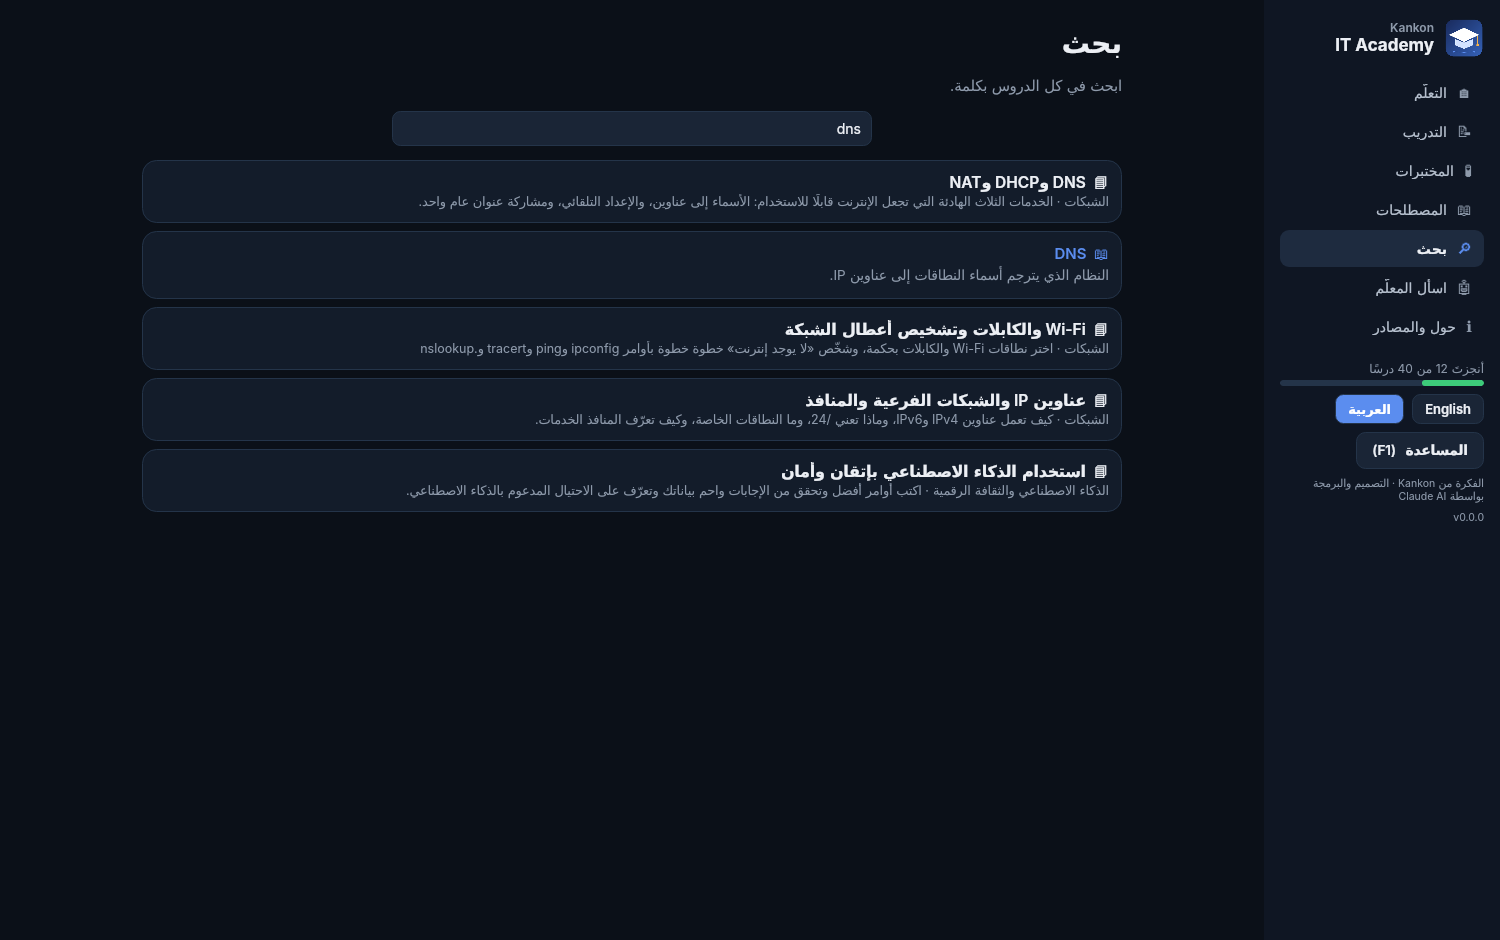 Kankon
IT Academy
التعلّم
التدريب
المختبرات
المصطلحات
بحث
اسأل المعلّم
حول والمصادر
أنجزتَ 12 من 40 درسًا
English
العربية
المساعدة (F1)
الفكرة من Kankon · التصميم والبرمجة
بواسطة Claude AI
v0.0.0
بحث
ابحث في كل الدروس بكلمة.
dns
DNS وDHCP وNAT
الشبكات · الخدمات الثلاث الهادئة التي تجعل الإنترنت قابلًا للاستخدام: الأسماء إلى عناوين، والإعداد التلقائي، ومشاركة عنوان عام واحد.
DNS
النظام الذي يترجم أسماء النطاقات إلى عناوين IP.
Wi-Fi والكابلات وتشخيص أعطال الشبكة
الشبكات · اختر نطاقات Wi-Fi والكابلات بحكمة، وشخّص «لا يوجد إنترنت» خطوة خطوة بأوامر ipconfig وping وtracert وnslookup.
عناوين IP والشبكات الفرعية والمنافذ
الشبكات · كيف تعمل عناوين IPv4 وIPv6، وماذا تعني /24، وما النطاقات الخاصة، وكيف تعرّف المنافذ الخدمات.
استخدام الذكاء الاصطناعي بإتقان وأمان
الذكاء الاصطناعي والثقافة الرقمية · اكتب أوامر أفضل وتحقق من الإجابات واحمِ بياناتك وتعرّف على الاحتيال المدعوم بالذكاء الاصطناعي.